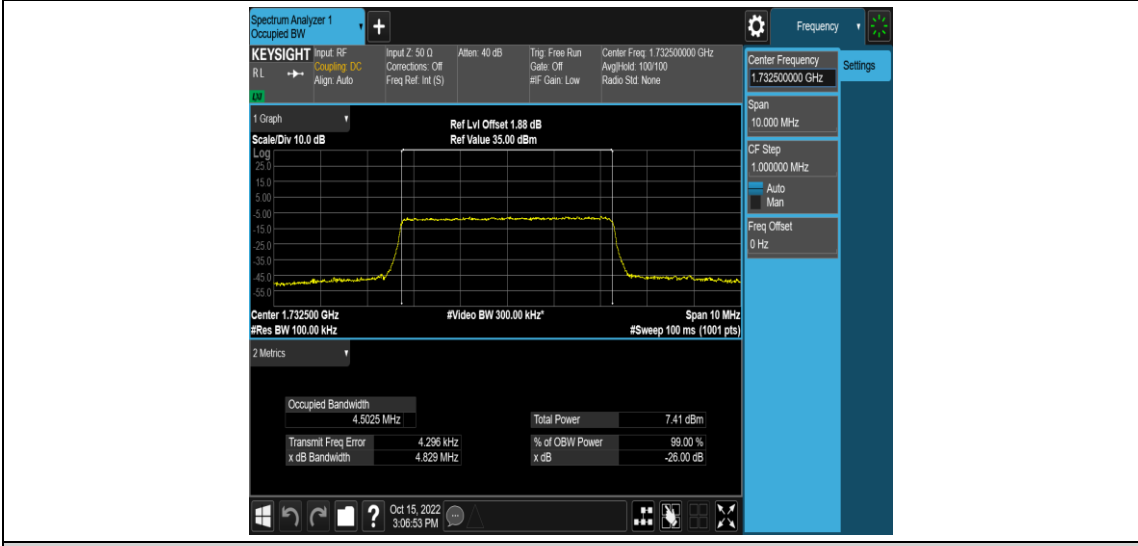 Spectrum Analyzer 1
Occupied BW
+
Frequency
KEYSIGHT
RL
Input: RF
Coupling: DC
Align: Auto
Input Z: 50 Ω
Corrections: Off
Freq Ref: Int (S)
Atten: 40 dB
Trig: Free Run
Gate: Off
#IF Gain: Low
Center Freq: 1.732500000 GHz
Avg|Hold: 100/100
Radio Std: None
Center Frequency
1.732500000 GHz
Settings
Span
10.000 MHz
CF Step
1.000000 MHz
Auto
Man
Freq Offset
0 Hz
1 Graph
Ref Lvl Offset 1.88 dB
Scale/Div 10.0 dB
Ref Value 35.00 dBm
Log
25.0
15.0
5.00
-5.00
-15.0
-25.0
-35.0
-45.0
-55.0
Center 1.732500 GHz
#Video BW 300.00 kHz*
Span 10 MHz
#Res BW 100.00 kHz
#Sweep 100 ms (1001 pts)
2 Metrics
Occupied Bandwidth
4.5025 MHz
Total Power 7.41 dBm
Transmit Freq Error 4.296 kHz
% of OBW Power 99.00 %
x dB Bandwidth 4.829 MHz
x dB -26.00 dB
?
Oct 15, 2022
3:06:53 PM